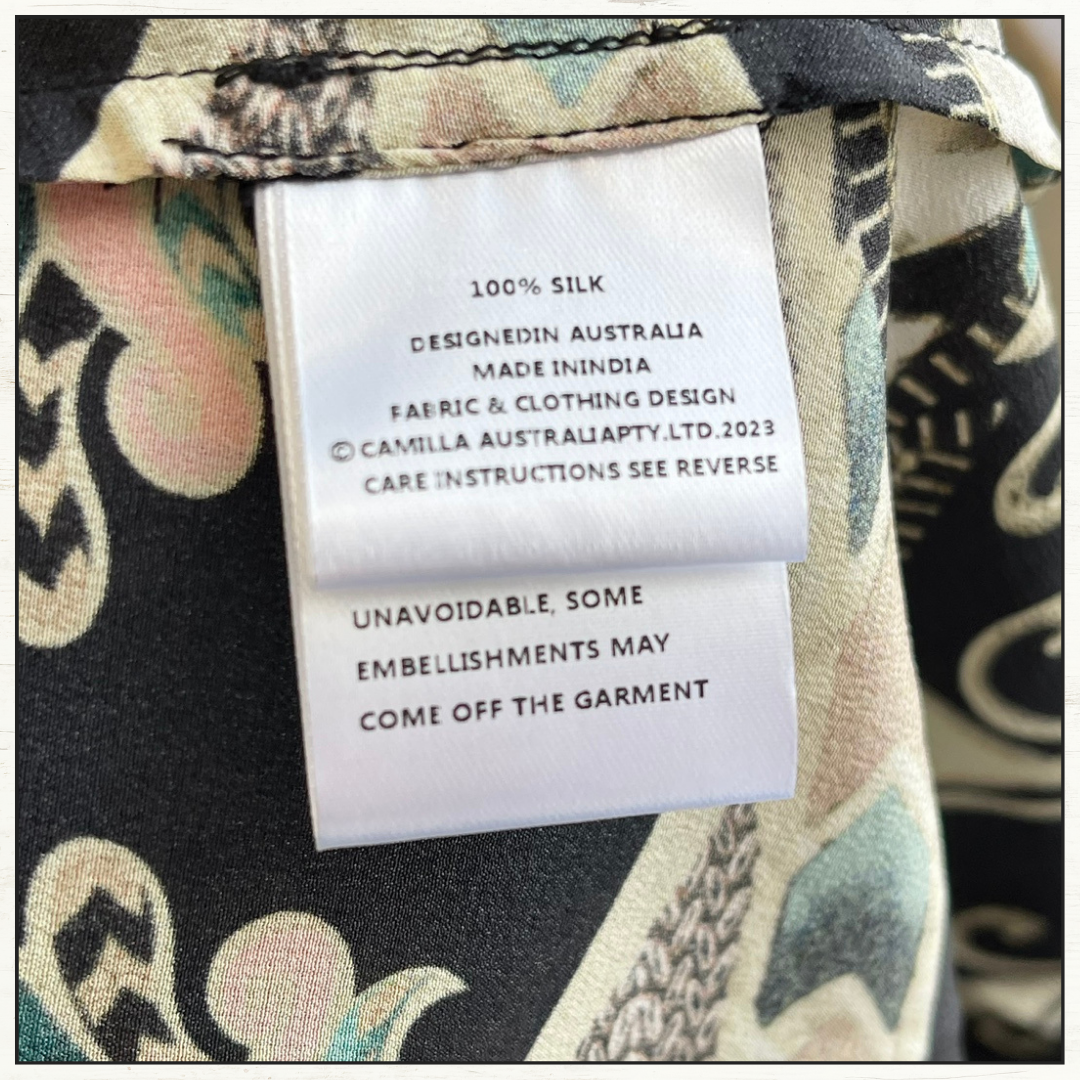 100% SILK
DESIGNEDIN AUSTRALIA
MADE ININDIA
FABRIC & CLOTHING DESIGN
© CAMILLA AUSTRALIAPTY.LTD.2023
CARE INSTRUCTIONS SEE REVERSE
UNAVOIDABLE, SOME
EMBELLISHMENTS MAY
COME OFF THE GARMENT